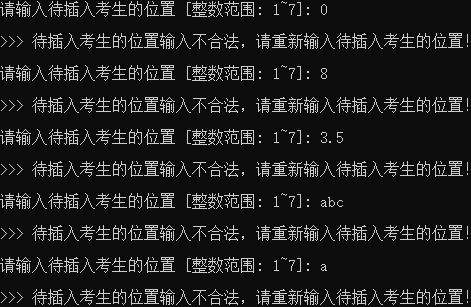 请输入待插入考生的位置 [整数范围: 1~7]: 0
>>> 待插入考生的位置输入不合法，请重新输入待插入考生的位置!
请输入待插入考生的位置 [整数范围: 1~7]: 8
>>> 待插入考生的位置输入不合法，请重新输入待插入考生的位置!
请输入待插入考生的位置 [整数范围: 1~7]: 3.5
>>> 待插入考生的位置输入不合法，请重新输入待插入考生的位置!
请输入待插入考生的位置 [整数范围: 1~7]: abc
>>> 待插入考生的位置输入不合法，请重新输入待插入考生的位置!
请输入待插入考生的位置 [整数范围: 1~7]: a
>>> 待插入考生的位置输入不合法，请重新输入待插入考生的位置!